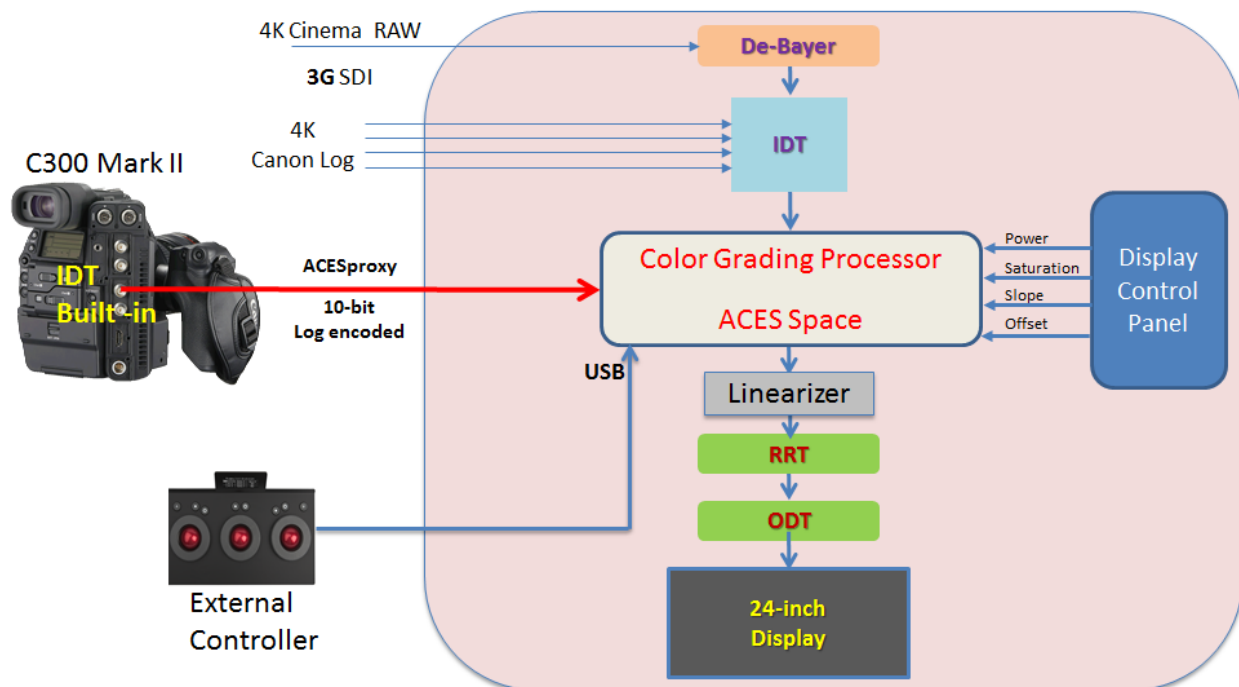 4K Cinema RAW
De-Bayer
3G SDI
4K
Canon Log
IDT
C300 Mark II
IDT
Built-in
ACESproxy
10-bit
Log encoded
Color Grading Processor
ACES Space
Power
Saturation
Slope
Offset
Display
Control
Panel
USB
Linearizer
RRT
ODT
24-inch
Display
External
Controller